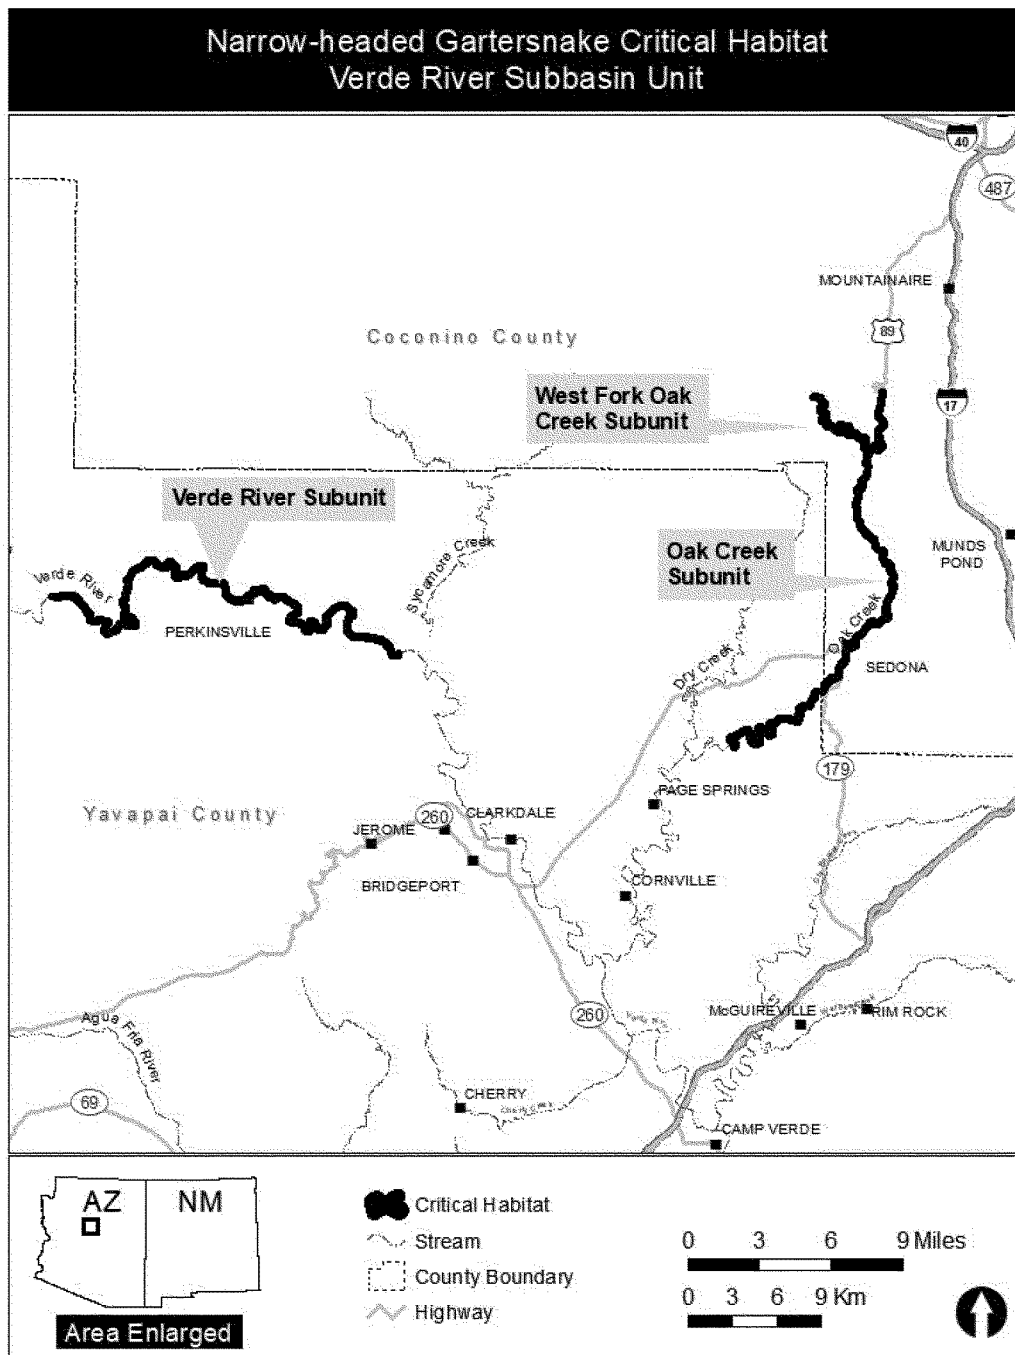 Narrow-headed Gartersnake Critical Habitat
Verde River Subbasin Unit
40
487
MOUNTAINAIRE
89
Coconino County
West Fork Oak
Creek Subunit
17
Verde River Subunit
Oak Creek
Subunit
MUNDS
POND
Sycamore Creek
Verde River
PERKINSVILLE
Oak Creek
Dry Creek
SEDONA
179
PAGE SPRINGS
Yavapai County
260
CLARKDALE
JEROME
BRIDGEPORT
CORNVILLE
260
McGUIREVILLE
RIM ROCK
Agua Fria River
69
CHERRY
CAMP VERDE
AZ
NM
Area Enlarged
Critical Habitat
Stream
County Boundary
Highway
0 3 6 9 Miles
0 3 6 9 Km